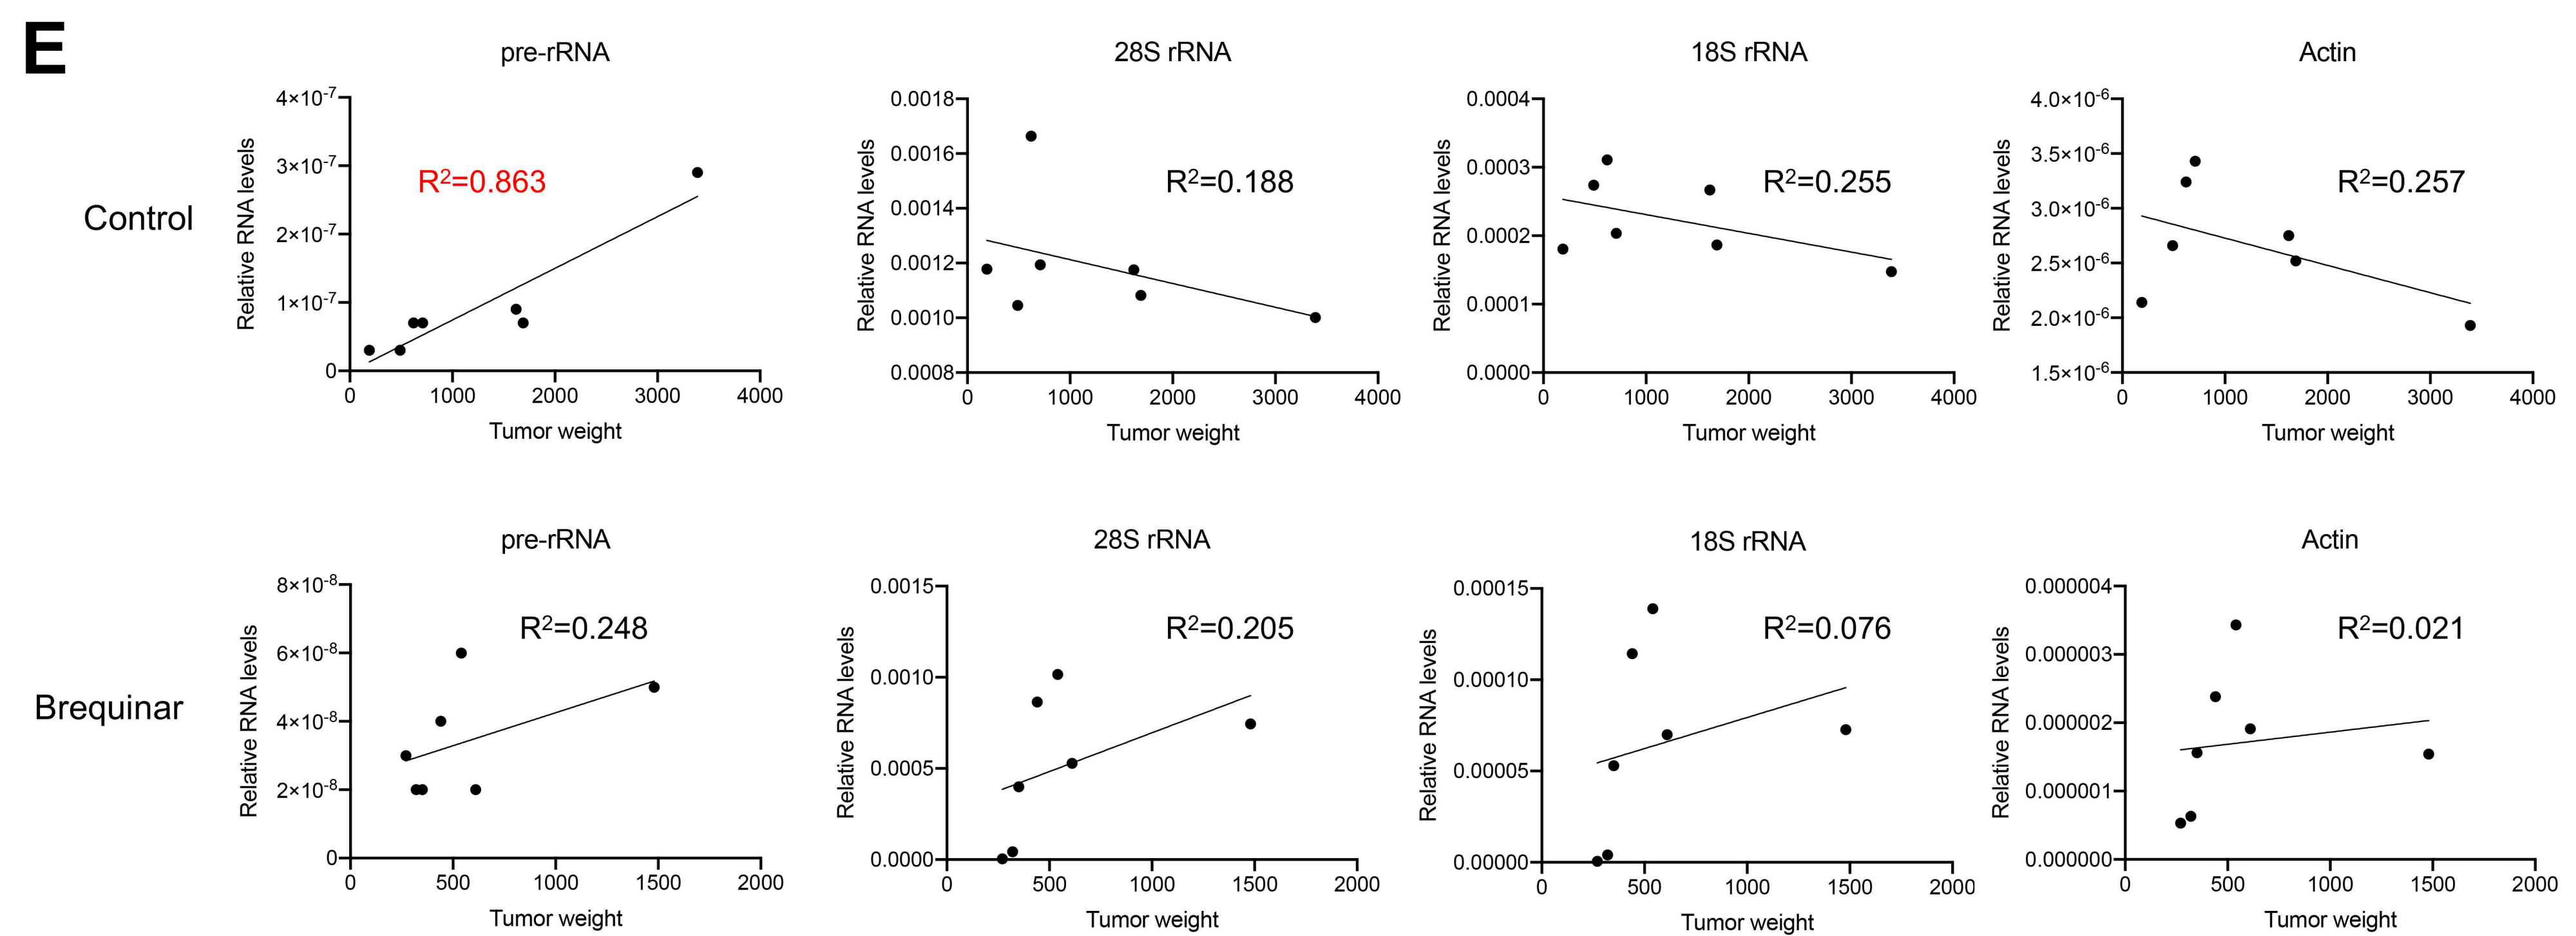 E
Control
pre-rRNA
R²=0.863
Relative RNA levels
4×10⁻⁷
3×10⁻⁷
2×10⁻⁷
1×10⁻⁷
0
0 1000 2000 3000 4000
Tumor weight
28S rRNA
R²=0.188
Relative RNA levels
0.0018
0.0016
0.0014
0.0012
0.0010
0.0008
0 1000 2000 3000 4000
Tumor weight
18S rRNA
R²=0.255
Relative RNA levels
0.0004
0.0003
0.0002
0.0001
0.0000
0 1000 2000 3000 4000
Tumor weight
Actin
R²=0.257
Relative RNA levels
4.0×10⁻⁶
3.5×10⁻⁶
3.0×10⁻⁶
2.5×10⁻⁶
2.0×10⁻⁶
1.5×10⁻⁶
0 1000 2000 3000 4000
Tumor weight
Brequinar
pre-rRNA
R²=0.248
Relative RNA levels
8×10⁻⁸
6×10⁻⁸
4×10⁻⁸
2×10⁻⁸
0
0 500 1000 1500 2000
Tumor weight
28S rRNA
R²=0.205
Relative RNA levels
0.0015
0.0010
0.0005
0.0000
0 500 1000 1500 2000
Tumor weight
18S rRNA
R²=0.076
Relative RNA levels
0.00015
0.00010
0.00005
0.00000
0 500 1000 1500 2000
Tumor weight
Actin
R²=0.021
Relative RNA levels
0.000004
0.000003
0.000002
0.000001
0.000000
0 500 1000 1500 2000
Tumor weight